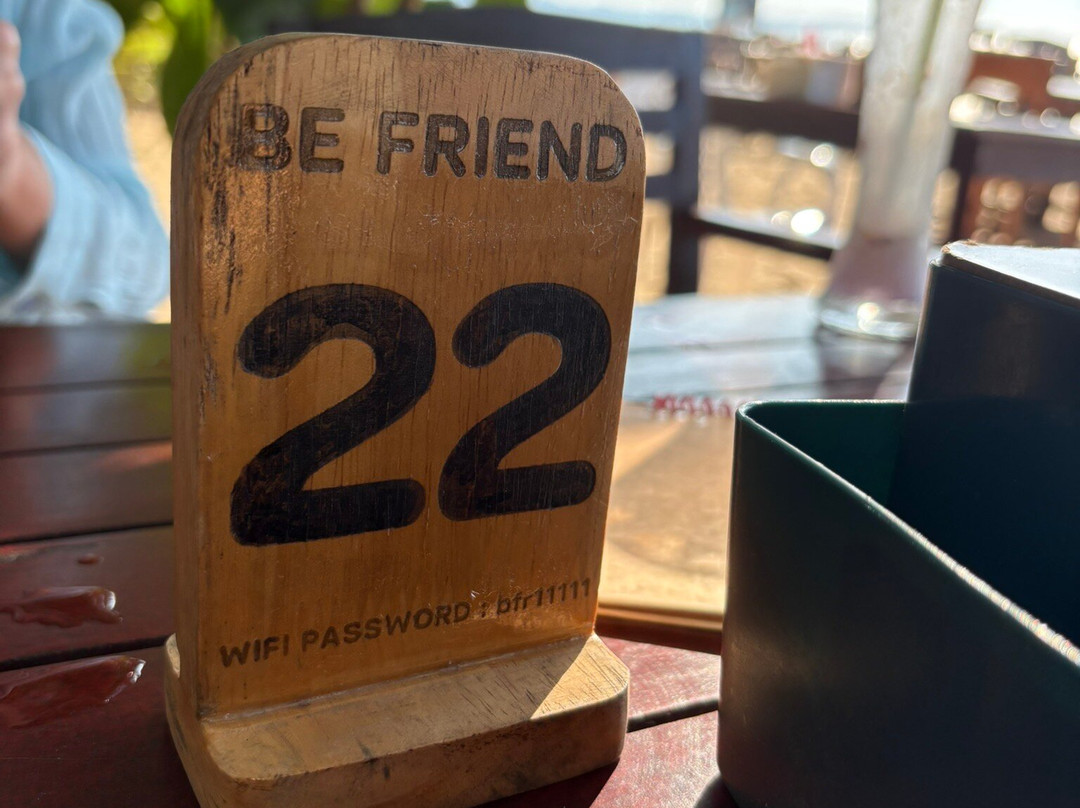 BE FRIEND
22
WIFI PASSWORD : bfr11111